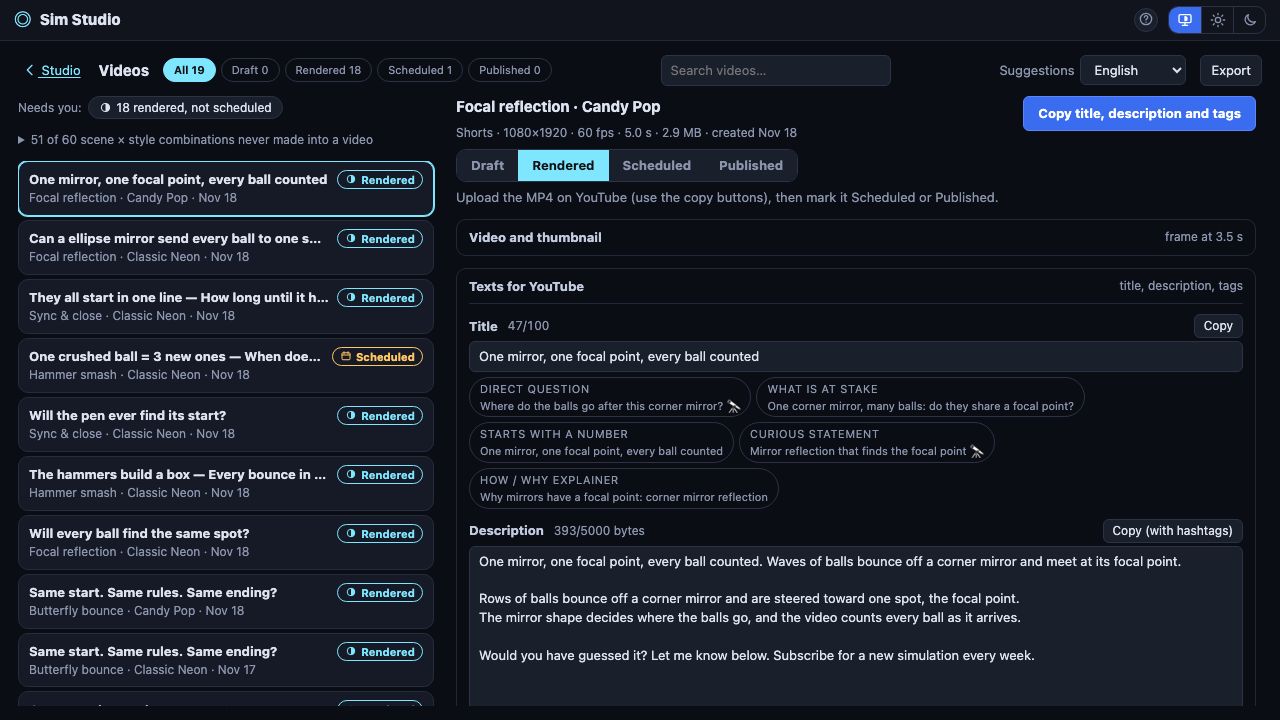 Sim Studio
Studio
Videos
All 19
Draft 0
Rendered 18
Scheduled 1
Published 0
Search videos...
Suggestions
English
Export
Needs you:
18 rendered, not scheduled
51 of 60 scene × style combinations never made into a video
One mirror, one focal point, every ball counted
Rendered
Focal reflection · Candy Pop · Nov 18
Can a ellipse mirror send every ball to one s...
Rendered
Focal reflection · Classic Neon · Nov 18
They all start in one line — How long until it h...
Rendered
Sync & close · Classic Neon · Nov 18
One crushed ball = 3 new ones — When doe...
Scheduled
Hammer smash · Classic Neon · Nov 18
Will the pen ever find its start?
Rendered
Sync & close · Classic Neon · Nov 18
The hammers build a box — Every bounce in ...
Rendered
Hammer smash · Classic Neon · Nov 18
Will every ball find the same spot?
Rendered
Focal reflection · Classic Neon · Nov 18
Same start. Same rules. Same ending?
Rendered
Butterfly bounce · Candy Pop · Nov 18
Same start. Same rules. Same ending?
Rendered
Butterfly bounce · Classic Neon · Nov 17
Focal reflection · Candy Pop
Shorts · 1080×1920 · 60 fps · 5.0 s · 2.9 MB · created Nov 18
Copy title, description and tags
Draft
Rendered
Scheduled
Published
Upload the MP4 on YouTube (use the copy buttons), then mark it Scheduled or Published.
Video and thumbnail
frame at 3.5 s
Texts for YouTube
title, description, tags
Title 47/100
Copy
One mirror, one focal point, every ball counted
DIRECT QUESTION
Where do the balls go after this corner mirror? 🔭
WHAT IS AT STAKE
One corner mirror, many balls: do they share a focal point?
STARTS WITH A NUMBER
One mirror, one focal point, every ball counted
CURIOUS STATEMENT
Mirror reflection that finds the focal point 🔭
HOW / WHY EXPLAINER
Why mirrors have a focal point: corner mirror reflection
Description 393/5000 bytes
Copy (with hashtags)
One mirror, one focal point, every ball counted. Waves of balls bounce off a corner mirror and meet at its focal point.
Rows of balls bounce off a corner mirror and are steered toward one spot, the focal point.
The mirror shape decides where the balls go, and the video counts every ball as it arrives.
Would you have guessed it? Let me know below. Subscribe for a new simulation every week.